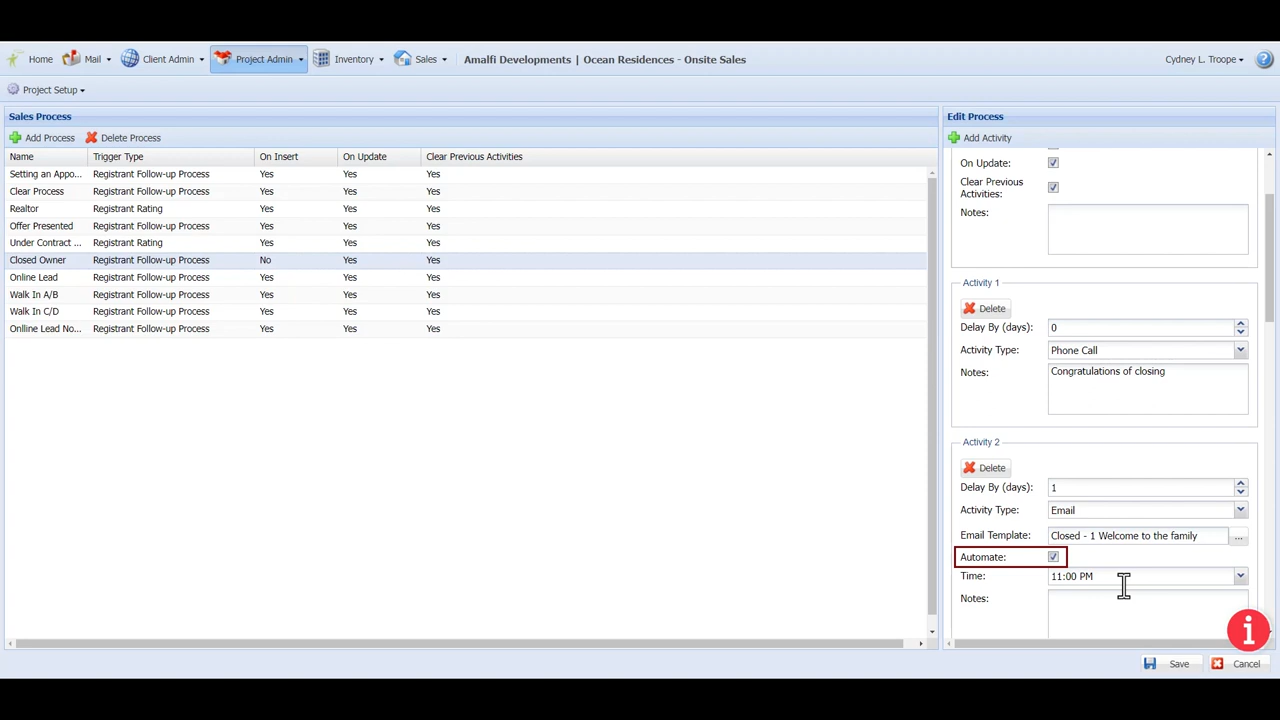 Home Mail Client Admin Project Admin Inventory Sales Amalfi Developments | Ocean Residences - Onsite Sales Cydney L. Troope ?
Project Setup
Sales Process
Add Process Delete Process
Name Trigger Type On Insert On Update Clear Previous Activities
Setting an Appo... Registrant Follow-up Process Yes Yes Yes
Clear Process Registrant Follow-up Process Yes Yes Yes
Realtor Registrant Rating Yes Yes Yes
Offer Presented Registrant Follow-up Process Yes Yes Yes
Under Contract ... Registrant Rating Yes Yes Yes
Closed Owner Registrant Follow-up Process No Yes Yes
Online Lead Registrant Follow-up Process Yes Yes Yes
Walk In A/B Registrant Follow-up Process Yes Yes Yes
Walk In C/D Registrant Follow-up Process Yes Yes Yes
Onlline Lead No... Registrant Follow-up Process Yes Yes Yes
Edit Process
Add Activity
On Update:
Clear Previous
Activities:
Notes:
Activity 1
Delete
Delay By (days): 0
Activity Type: Phone Call
Notes: Congratulations of closing
Activity 2
Delete
Delay By (days): 1
Activity Type: Email
Email Template: Closed - 1 Welcome to the family ...
Automate:
Time: 11:00 PM
Notes:
i
Save Cancel